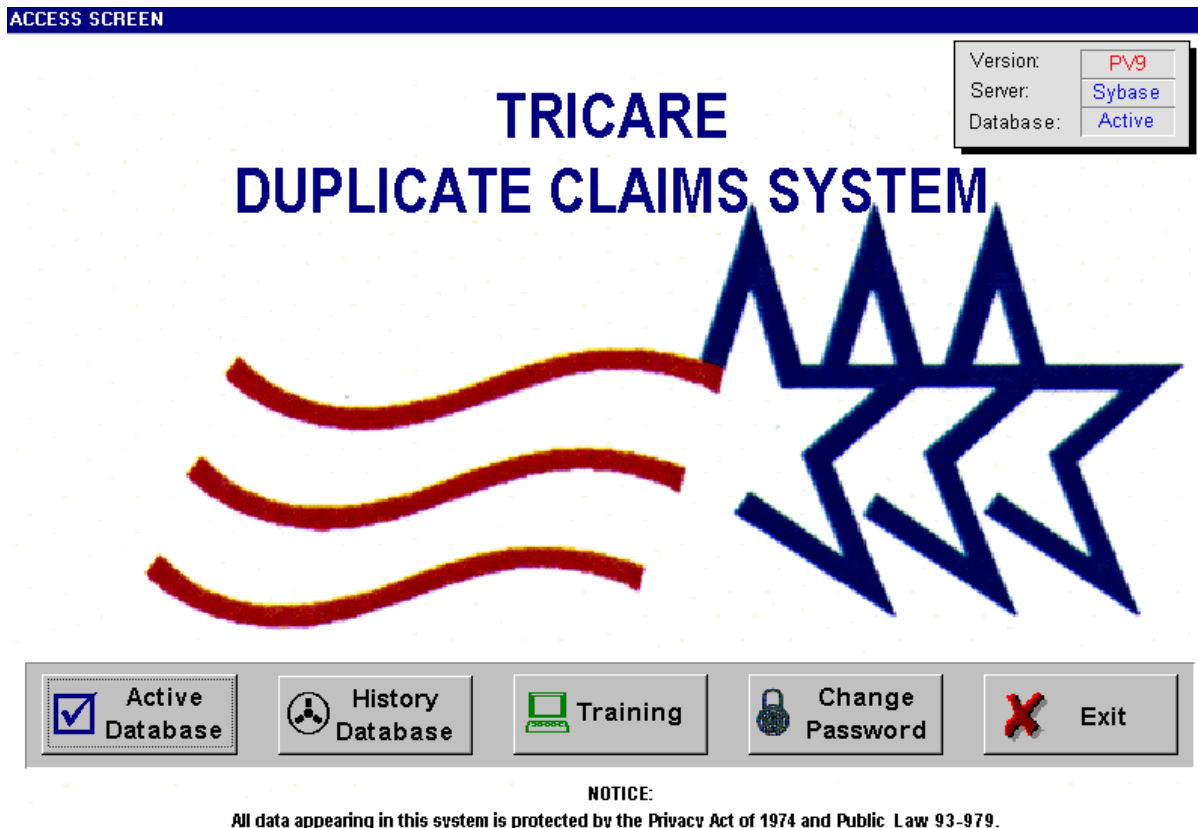 ACCESS SCREEN
Version: PV9
Server: Sybase
Database: Active
TRICARE
DUPLICATE CLAIMS SYSTEM
Active
Database
History
Database
Training
Change
Password
Exit
NOTICE:
All data appearing in this system is protected by the Privacy Act of 1974 and Public Law 93-979.